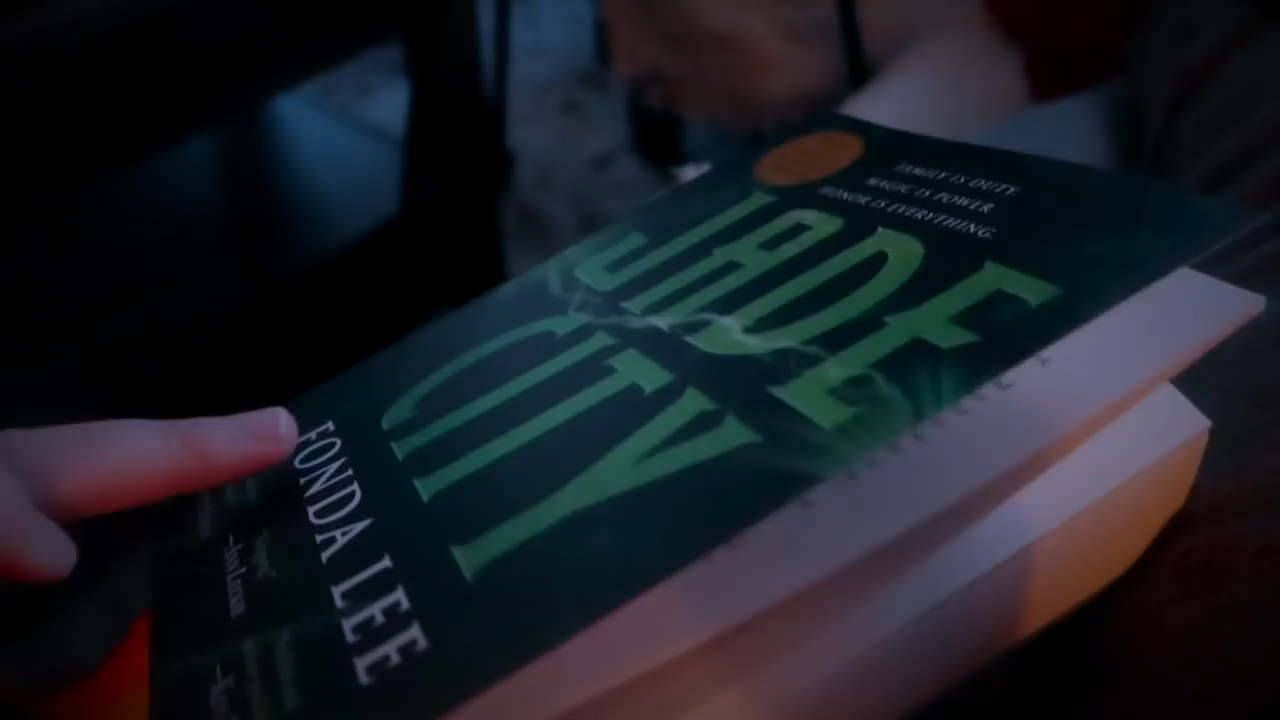 FAMILY IS DUTY.
MAGIC IS POWER.
HONOR IS EVERYTHING.
JADE
CITY
FONDA LEE